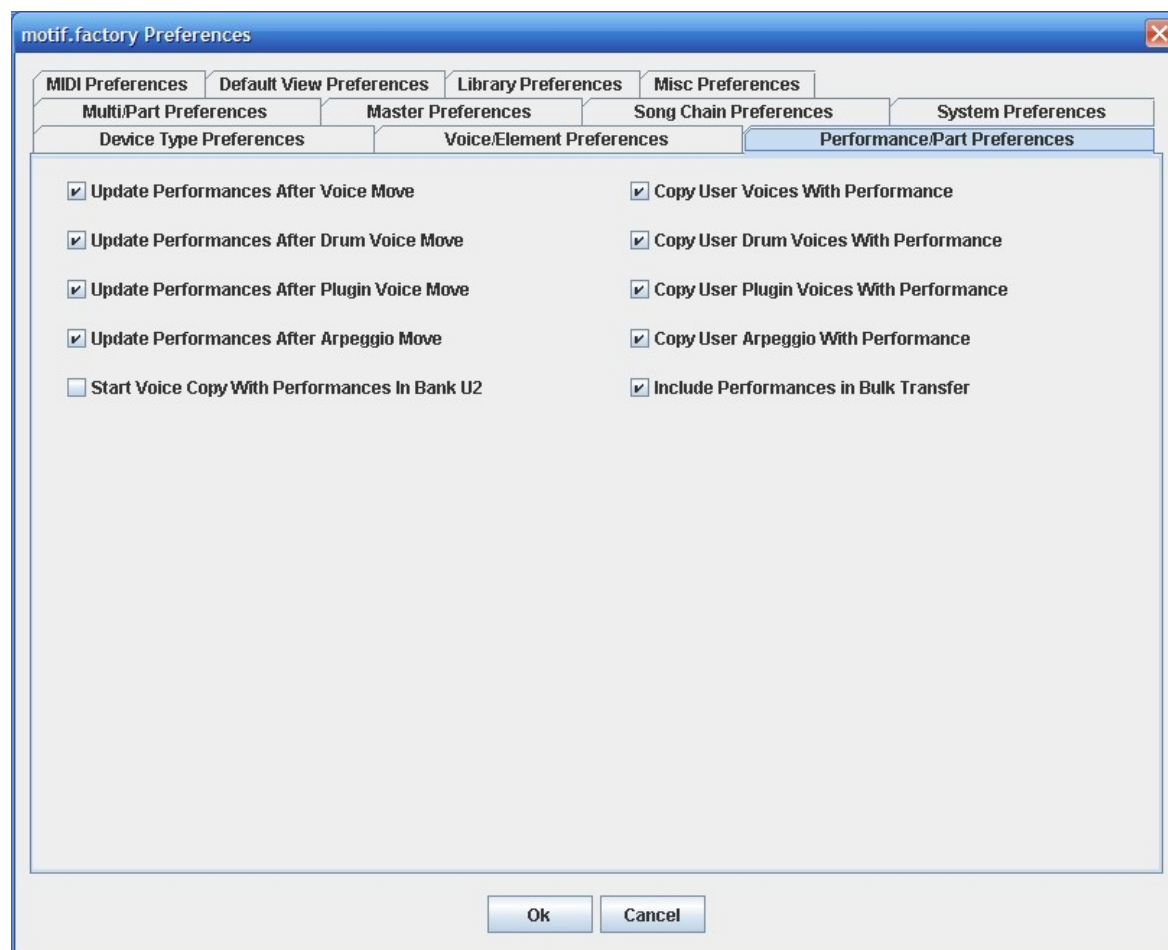 motif.factory Preferences
MIDI Preferences Default View Preferences Library Preferences Misc Preferences
Multi/Part Preferences Master Preferences Song Chain Preferences System Preferences
Device Type Preferences Voice/Element Preferences Performance/Part Preferences
Update Performances After Voice Move Copy User Voices With Performance
Update Performances After Drum Voice Move Copy User Drum Voices With Performance
Update Performances After Plugin Voice Move Copy User Plugin Voices With Performance
Update Performances After Arpeggio Move Copy User Arpeggio With Performance
Start Voice Copy With Performances In Bank U2 Include Performances in Bulk Transfer
Ok Cancel